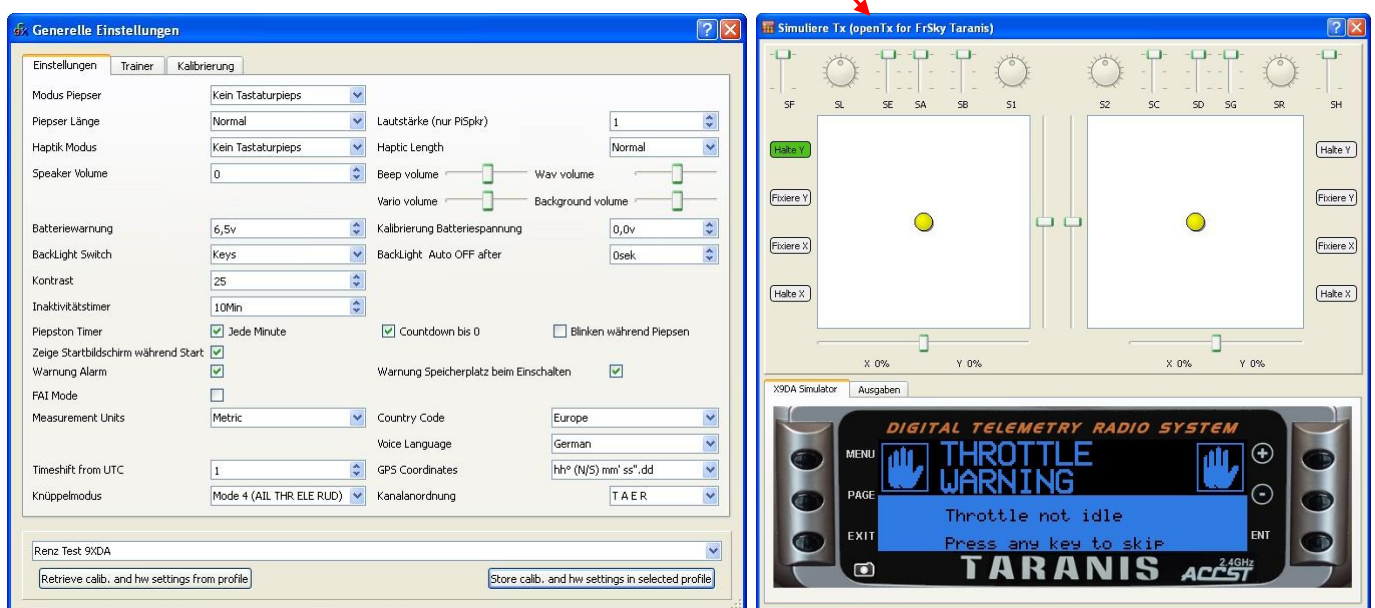 Generelle Einstellungen
Einstellungen Trainer Kalibrierung
Modus Piepser Kein Tastaturpieps
Piepser Länge Normal Lautstärke (nur PiSpkr) 1
Haptik Modus Kein Tastaturpieps Haptic Length Normal
Speaker Volume 0 Beep volume Wav volume
Vario volume Background volume
Batteriewarnung 6,5v Kalibrierung Batteriespannung 0,0v
BackLight Switch Keys BackLight Auto OFF after 0sek
Kontrast 25
Inaktivitätstimer 10Min
Piepston Timer Jede Minute Countdown bis 0 Blinken während Piepsen
Zeige Startbildschirm während Start
Warnung Alarm Warnung Speicherplatz beim Einschalten
FAI Mode
Measurement Units Metric Country Code Europe
Voice Language German
Timeshift from UTC 1 GPS Coordinates hh° (N/S) mm' ss".dd
Knüppelmodus Mode 4 (AIL THR ELE RUD) Kanalanordnung T A E R
Renz Test 9XDA
Retrieve calib. and hw settings from profile Store calib. and hw settings in selected profile
Simuliere Tx (openTx for FrSky Taranis)
SF SL SE SA SB S1 S2 SC SD SG SR SH
Halte Y Halte Y
Fixiere Y Fixiere Y
Fixiere X Fixiere X
Halte X Halte X
X 0% Y 0% X 0% Y 0%
X9DA Simulator Ausgaben
DIGITAL TELEMETRY RADIO SYSTEM
MENU THROTTLE
WARNING
PAGE
Throttle not idle
EXIT Press any key to skip ENT
TARANIS ACCST 2.4GHz